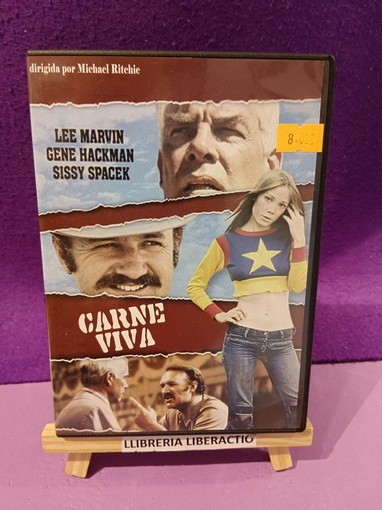 dirigida por Michael Ritchie
LEE MARVIN
GENE HACKMAN
SISSY SPACEK
CARNE
VIVA
LLIBRERIA LIBERACTIO